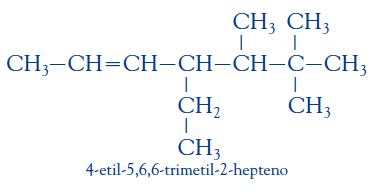 CH₃ CH₃
CH₃–CH=CH–CH–CH–C–CH₃
CH₂ CH₃
CH₃
4-etil-5,6,6-trimetil-2-hepteno